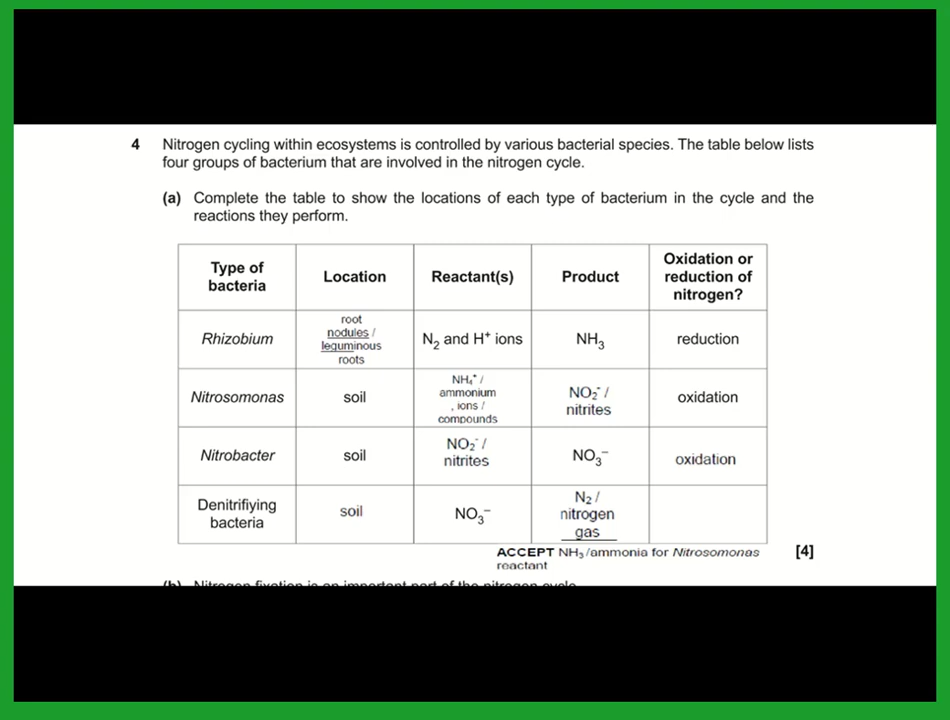 4 Nitrogen cycling within ecosystems is controlled by various bacterial species. The table below lists
four groups of bacterium that are involved in the nitrogen cycle.
(a) Complete the table to show the locations of each type of bacterium in the cycle and the
reactions they perform.
Type of
bacteria
Location
Reactant(s)
Product
Oxidation or
reduction of
nitrogen?
Rhizobium
root
nodules /
leguminous
roots
N₂ and H⁺ ions
NH₃
reduction
Nitrosomonas
soil
NH₄⁺ /
ammonium
, ions /
compounds
NO₂⁻ /
nitrites
oxidation
Nitrobacter
soil
NO₂⁻ /
nitrites
NO₃⁻
oxidation
Denitrifiying
bacteria
soil
NO₃⁻
N₂ /
nitrogen
gas
ACCEPT NH₃/ammonia for Nitrosomonas
reactant
[4]
(b) Nitrogen fixation is an important part of the nitrogen cycle.